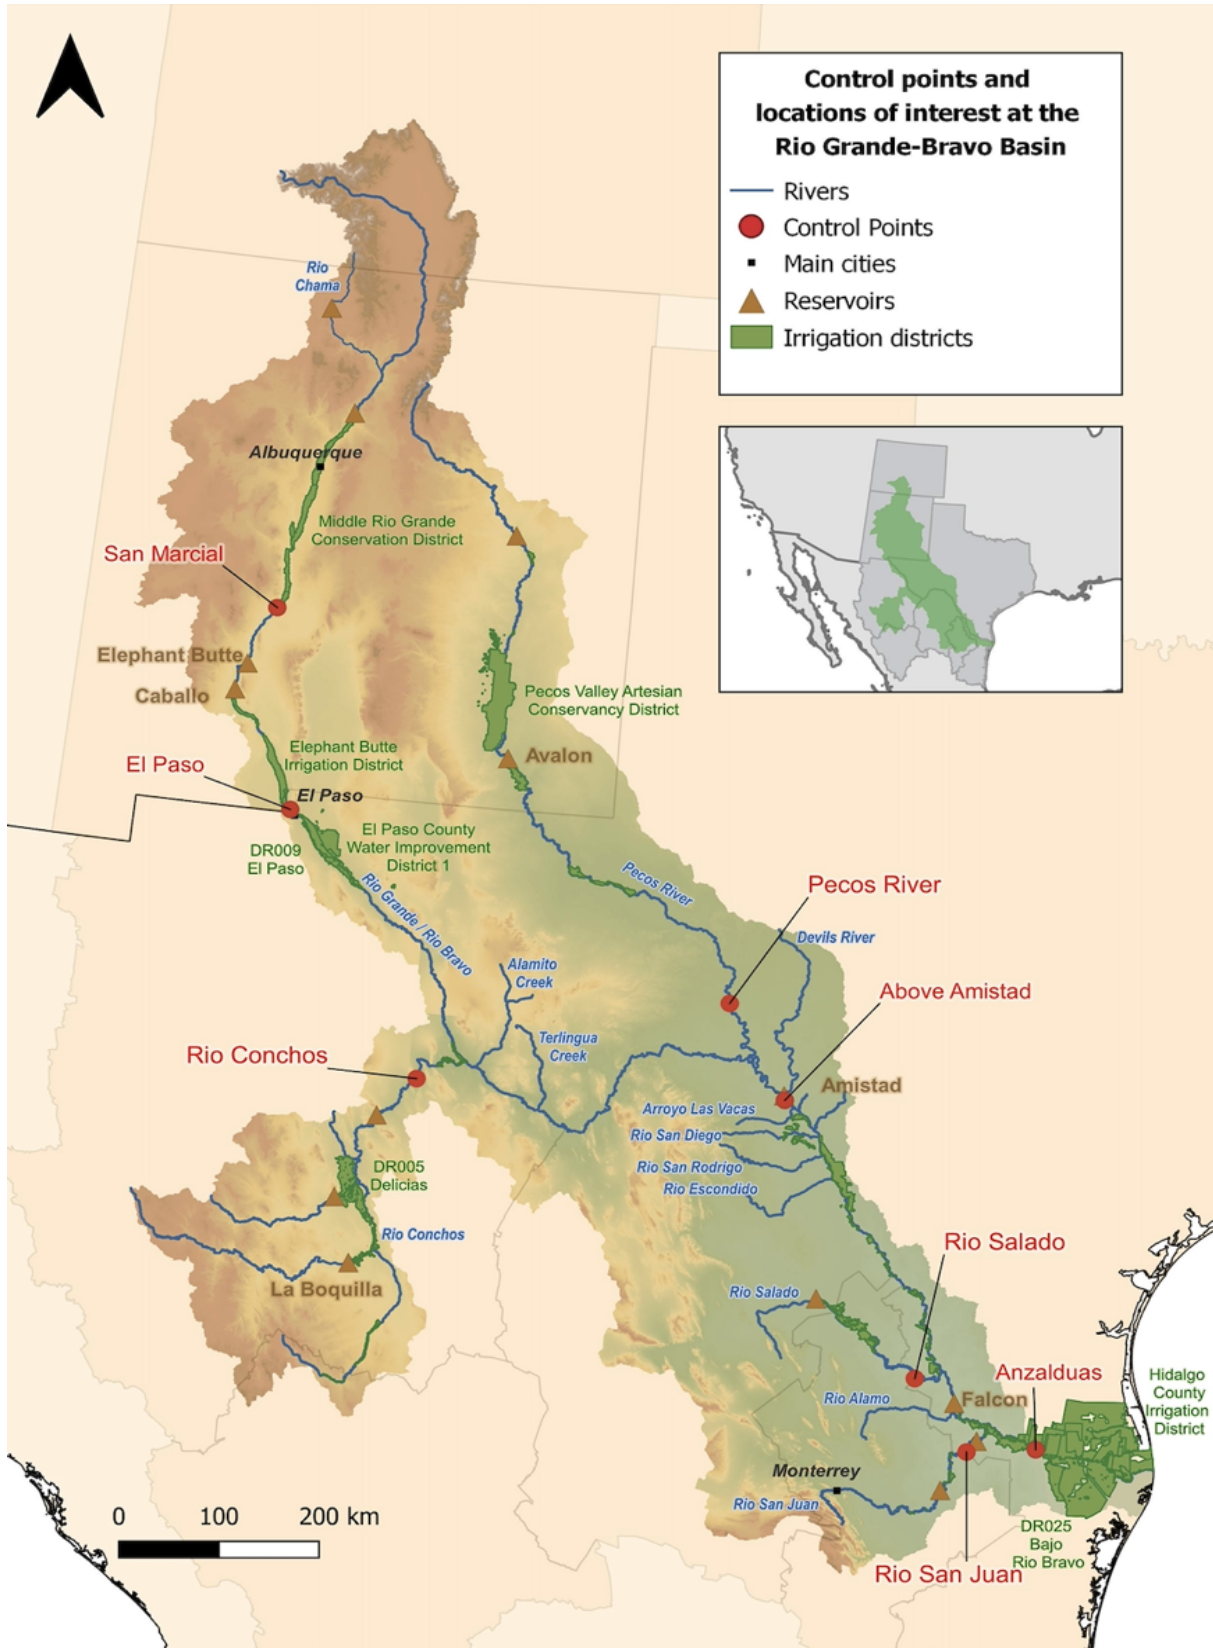 Control points and
locations of interest at the
Rio Grande-Bravo Basin
Rivers
Control Points
Main cities
Reservoirs
Irrigation districts
Rio
Chama
Albuquerque
Middle Rio Grande
Conservation District
San Marcial
Elephant Butte
Caballo
Pecos Valley Artesian
Conservancy District
Elephant Butte
Irrigation District
Avalon
El Paso
El Paso
El Paso County
Water Improvement
District 1
DR009
El Paso
Rio Grande / Rio Bravo
Pecos River
Pecos River
Devils River
Alamito
Creek
Above Amistad
Terlingua
Creek
Rio Conchos
Amistad
Arroyo Las Vacas
Rio San Diego
Rio San Rodrigo
Rio Escondido
DR005
Delicias
Rio Conchos
Rio Salado
La Boquilla
Rio Salado
Anzalduas
Hidalgo
County
Irrigation
District
Rio Alamo
Falcon
Monterrey
Rio San Juan
0 100 200 km
DR025
Bajo
Rio Bravo
Rio San Juan